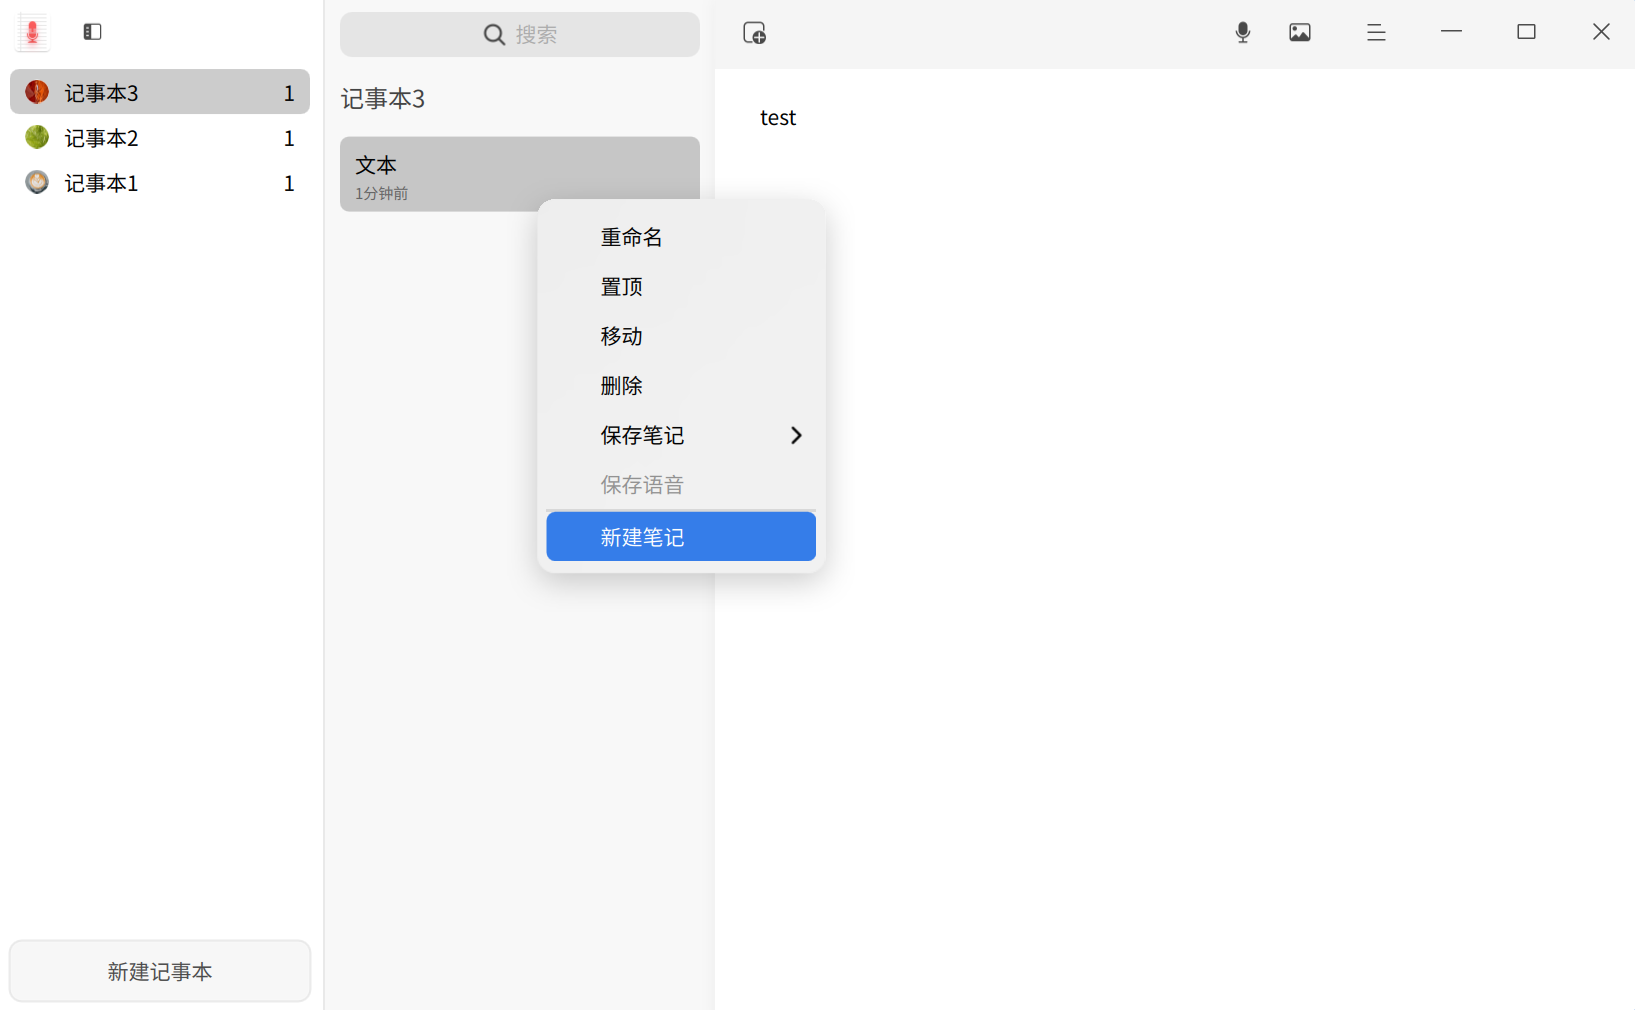 记事本3 1
记事本2 1
记事本1 1
新建记事本
搜索
记事本3
文本
1分钟前
重命名
置顶
移动
删除
保存笔记
保存语音
新建笔记
test